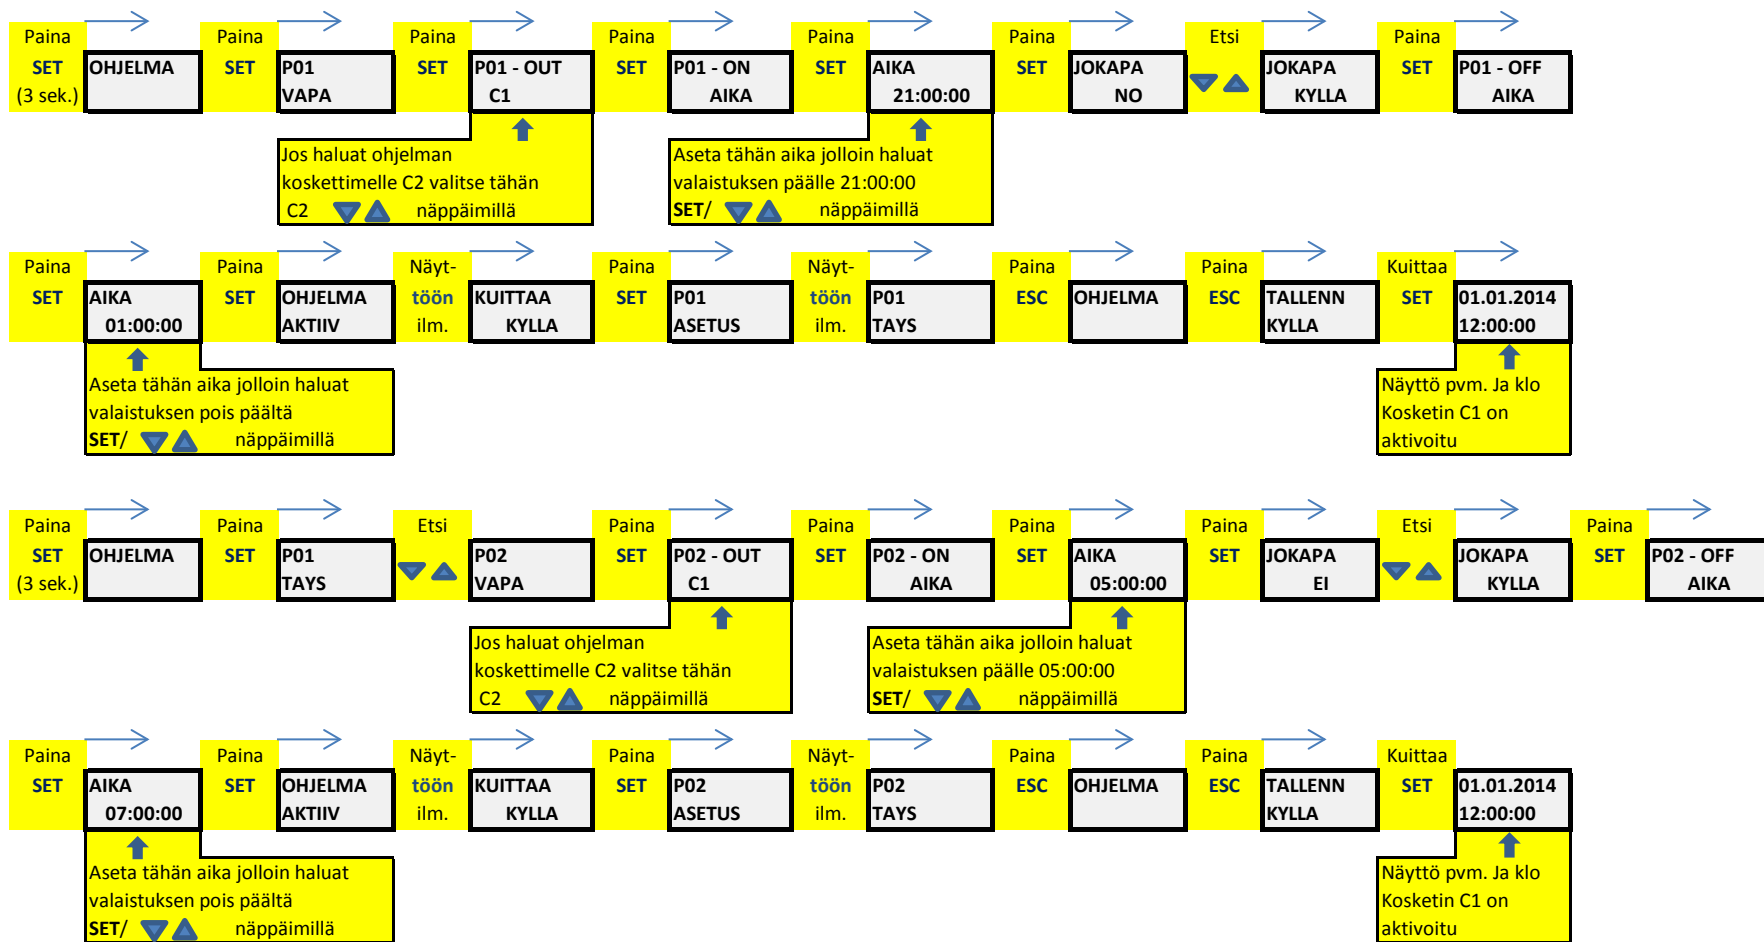 Paina Paina Paina Paina Paina Paina Etsi Paina
SET OHJELMA SET P01 SET P01 - OUT SET P01 - ON SET AIKA SET JOKAPA JOKAPA SET P01 - OFF
(3 sek.) VAPA C1 AIKA 21:00:00 NO KYLLA AIKA
Jos haluat ohjelman
koskettimelle C2 valitse tähän
C2 näppäimillä
Aseta tähän aika jolloin haluat
valaistuksen päälle 21:00:00
SET/ näppäimillä
Paina Paina Näyt- Paina Näyt- Paina Paina Kuittaa
SET AIKA SET OHJELMA töön KUITTAA SET P01 töön P01 ESC OHJELMA ESC TALLENN SET 01.01.2014
01:00:00 AKTIIV ilm. KYLLA ASETUS ilm. TAYS KYLLA 12:00:00
Aseta tähän aika jolloin haluat
valaistuksen pois päältä
SET/ näppäimillä
Näyttö pvm. Ja klo
Kosketin C1 on
aktivoitu
Paina Paina Etsi Paina Paina Paina Paina Etsi Paina
SET OHJELMA SET P01 P02 SET P02 - OUT SET P02 - ON SET AIKA SET JOKAPA JOKAPA SET P02 - OFF
(3 sek.) TAYS VAPA C1 AIKA 05:00:00 EI KYLLA AIKA
Jos haluat ohjelman
koskettimelle C2 valitse tähän
C2 näppäimillä
Aseta tähän aika jolloin haluat
valaistuksen päälle 05:00:00
SET/ näppäimillä
Paina Paina Näyt- Paina Näyt- Paina Paina Kuittaa
SET AIKA SET OHJELMA töön KUITTAA SET P02 töön P02 ESC OHJELMA ESC TALLENN SET 01.01.2014
07:00:00 AKTIIV ilm. KYLLA ASETUS ilm. TAYS KYLLA 12:00:00
Aseta tähän aika jolloin haluat
valaistuksen pois päältä
SET/ näppäimillä
Näyttö pvm. Ja klo
Kosketin C1 on
aktivoitu